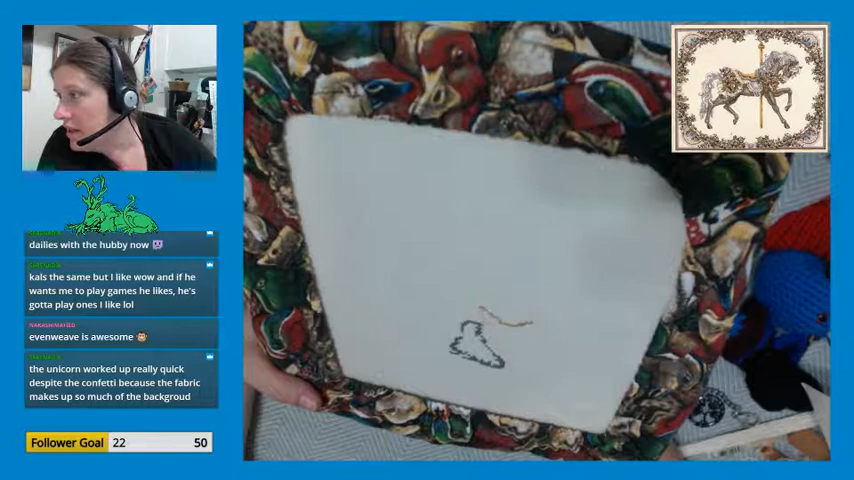 dailies with the hubby now
kals the same but I like wow and if he
wants me to play games he likes, he's
gotta play ones I like lol
NAKASHIMATED
evenweave is awesome
the unicorn worked up really quick
despite the confetti because the fabric
makes up so much of the backgroud
Follower Goal 22 50